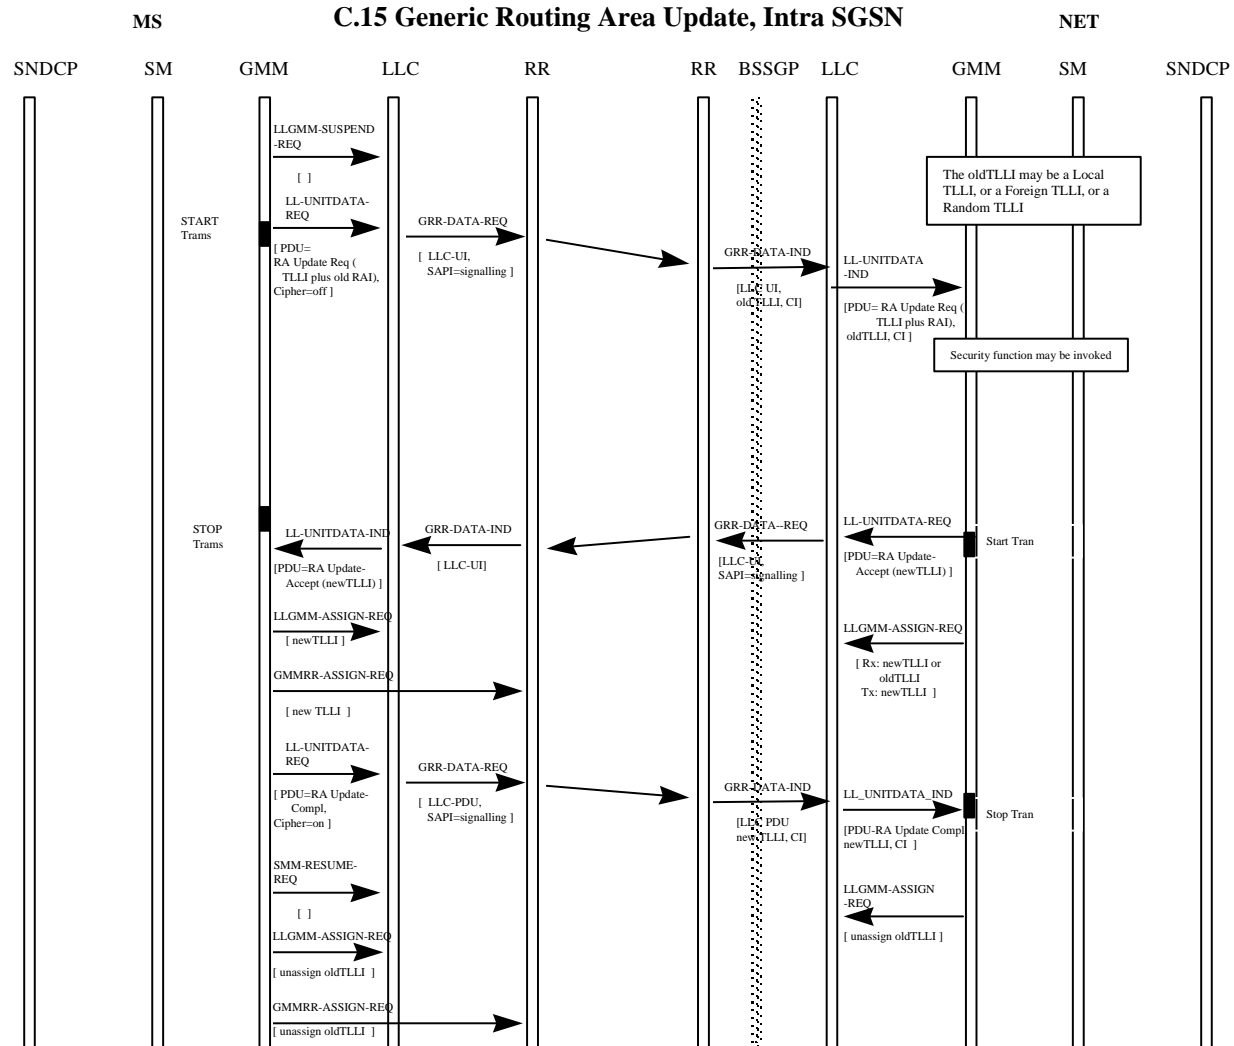 C.15 Generic Routing Area Update, Intra SGSN
MS
NET
SNDCP SM GMM LLC RR RR BSSGP LLC GMM SM SNDCP
LLGMM-SUSPEND
-REQ
[ ]
The oldTLLI may be a Local
TLLI, or a Foreign TLLI, or a
Random TLLI
START
Trams
LL-UNITDATA-
REQ
[ PDU=
RA Update Req (
TLLI plus old RAI),
Cipher=off ]
GRR-DATA-REQ
[ LLC-UI,
SAPI=signalling ]
GRR-DATA-IND
[LLC UI,
oldTLLI, CI]
LL-UNITDATA
-IND
[PDU= RA Update Req (
TLLI plus RAI),
oldTLLI, CI ]
Security function may be invoked
STOP
Trams
LL-UNITDATA-IND
[PDU=RA Update-
Accept (newTLLI) ]
GRR-DATA-IND
[ LLC-UI]
GRR-DATA--REQ
[LLC-UI,
SAPI=signalling ]
LL-UNITDATA-REQ
[PDU=RA Update-
Accept (newTLLI) ]
Start Tran
LLGMM-ASSIGN-REQ
[ newTLLI ]
LLGMM-ASSIGN-REQ
[ Rx: newTLLI or
oldTLLI
Tx: newTLLI ]
GMMRR-ASSIGN-REQ
[ new TLLI ]
LL-UNITDATA-
REQ
[ PDU=RA Update-
Compl,
Cipher=on ]
GRR-DATA-REQ
[ LLC-PDU,
SAPI=signalling ]
GRR-DATA-IND
[LLC PDU
newTLLI, CI]
LL_UNITDATA_IND
[PDU-RA Update Compl
newTLLI, CI ]
Stop Tran
SMM-RESUME-
REQ
[ ]
LLGMM-ASSIGN
-REQ
[ unassign oldTLLI ]
LLGMM-ASSIGN-REQ
[ unassign oldTLLI ]
GMMRR-ASSIGN-REQ
[ unassign oldTLLI ]